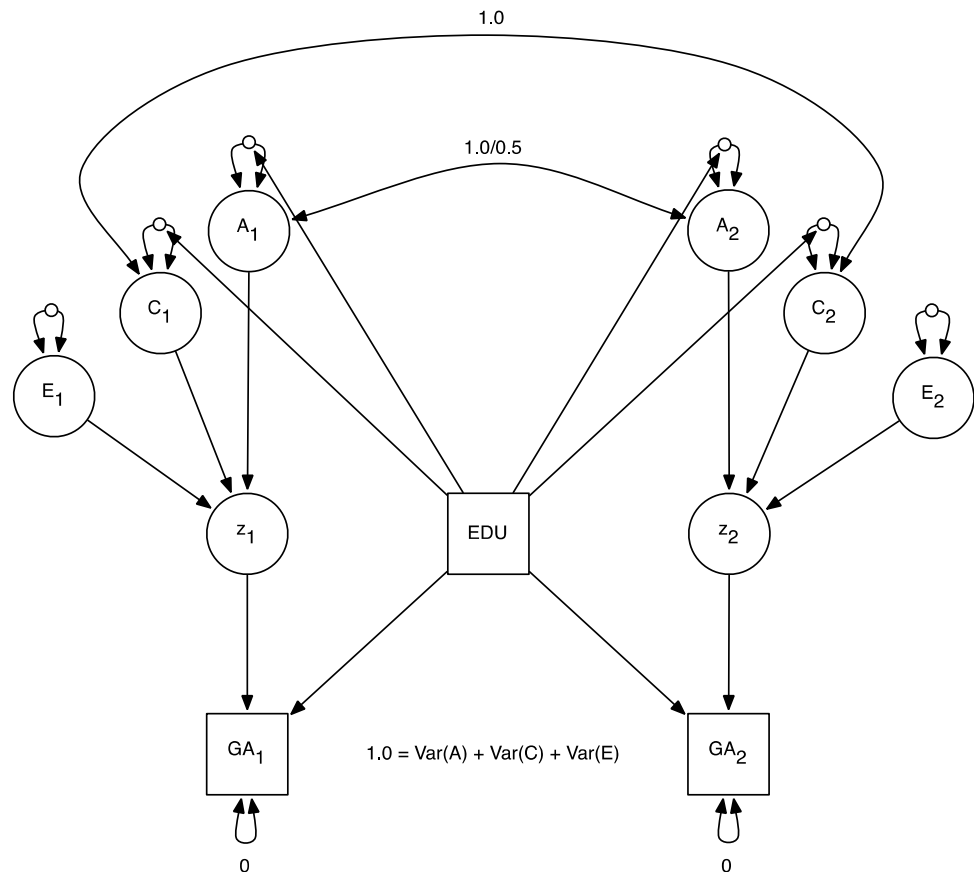 1.0
1.0/0.5
A1
A2
C1
C2
E1
E2
z1
EDU
z2
GA1
1.0 = Var(A) + Var(C) + Var(E)
GA2
0
0